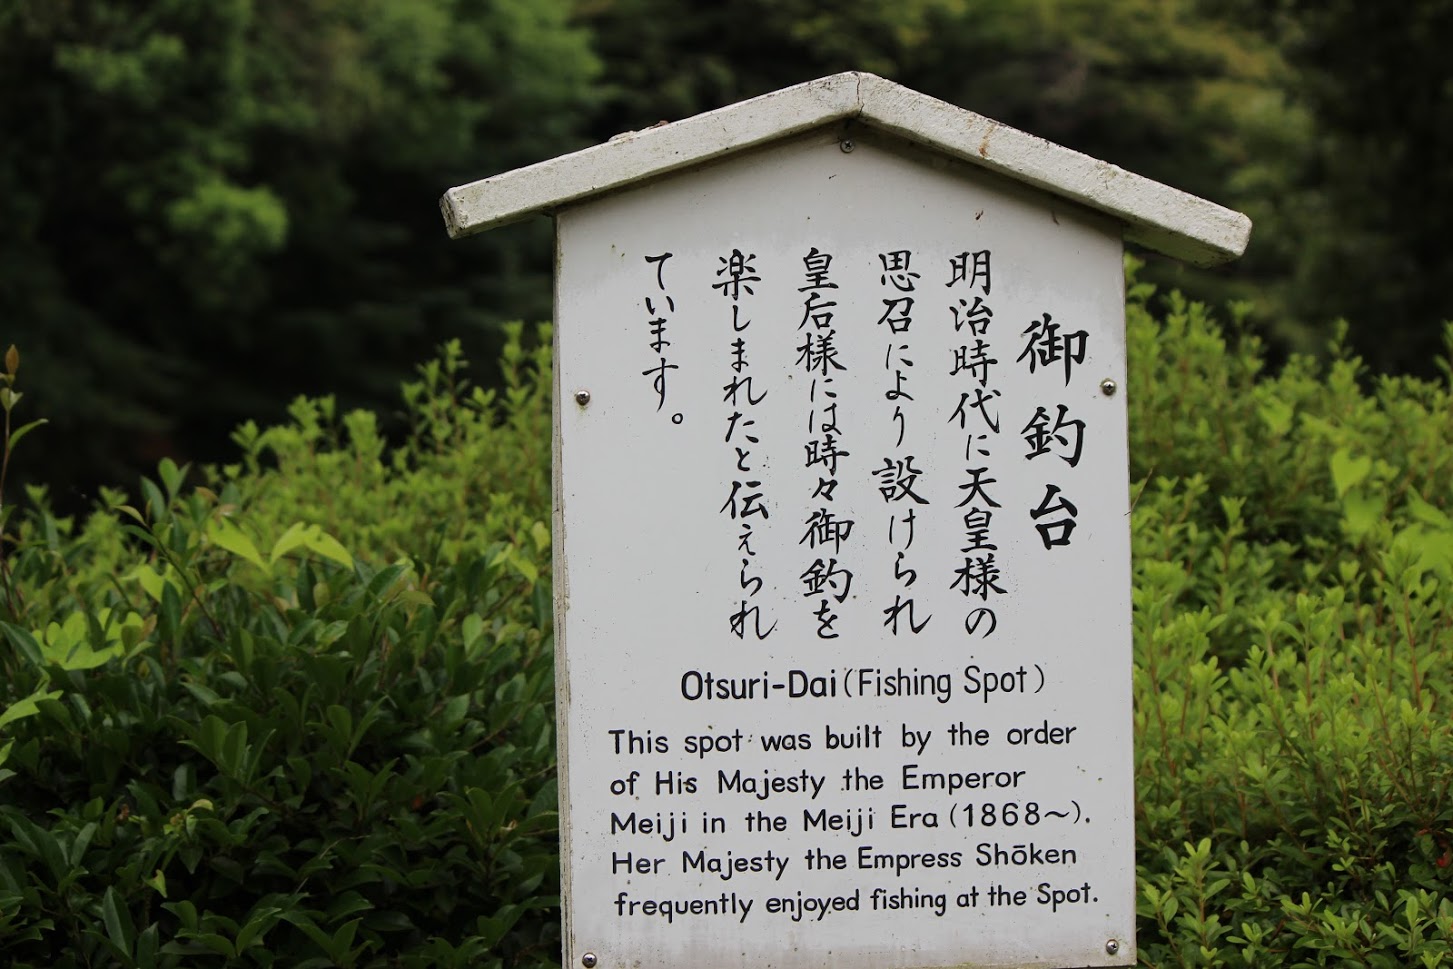 御釣台
明治時代に天皇様の
思召により設けられ
皇后様には時々御釣を
楽しまれたと伝えられ
ています。
Otsuri-Dai(Fishing Spot)
This spot was built by the order
of His Majesty the Emperor
Meiji in the Meiji Era (1868〜).
Her Majesty the Empress Shōken
frequently enjoyed fishing at the Spot.